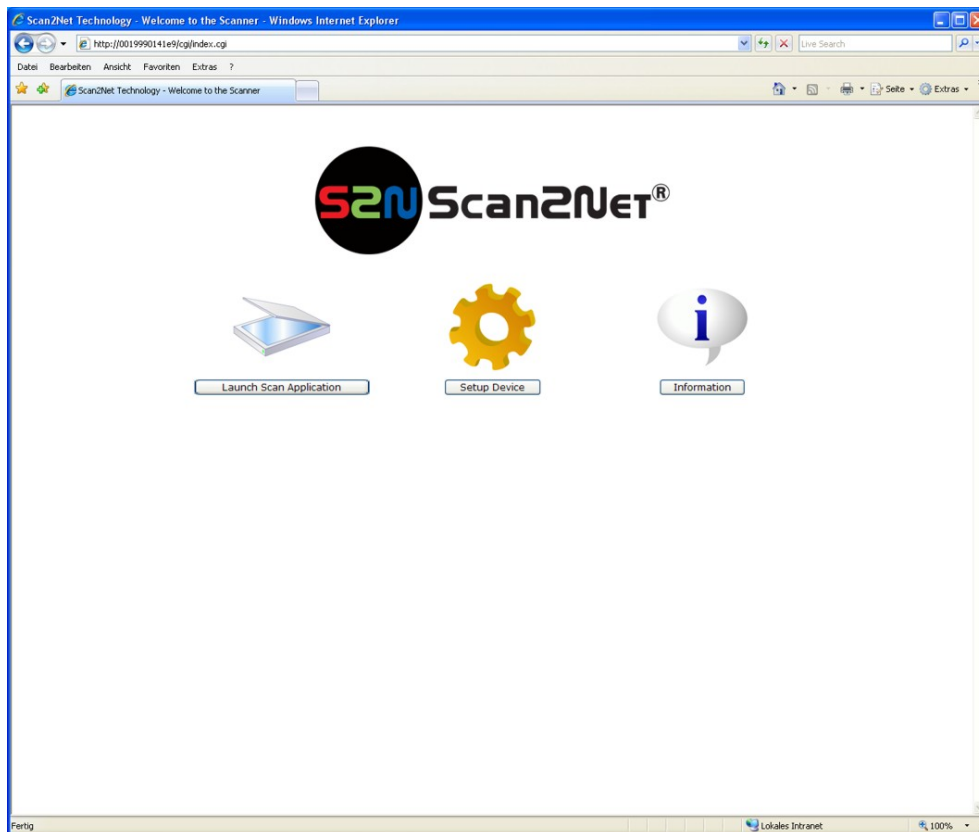 Scan2Net Technology - Welcome to the Scanner - Windows Internet Explorer
http://0019990141e9/cgi/index.cgi
Live Search
Datei Bearbeiten Ansicht Favoriten Extras ?
Scan2Net Technology - Welcome to the Scanner
Seite Extras
S2N Scan2Net®
i
Launch Scan Application
Setup Device
Information
Fertig
Lokales Intranet
100%